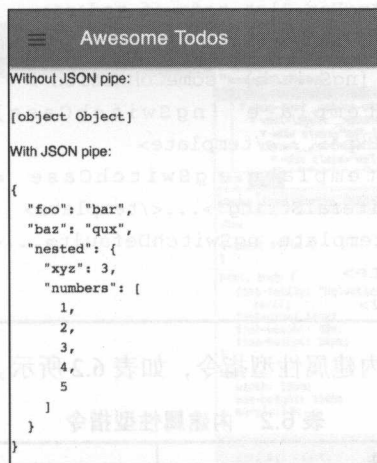 Awesome Todos
Without JSON pipe:
[object Object]
With JSON pipe:
{
  "foo": "bar",
  "baz": "qux",
  "nested": {
    "xyz": 3,
    "numbers": [
      1,
      2,
      3,
      4,
      5
    ]
  }
}